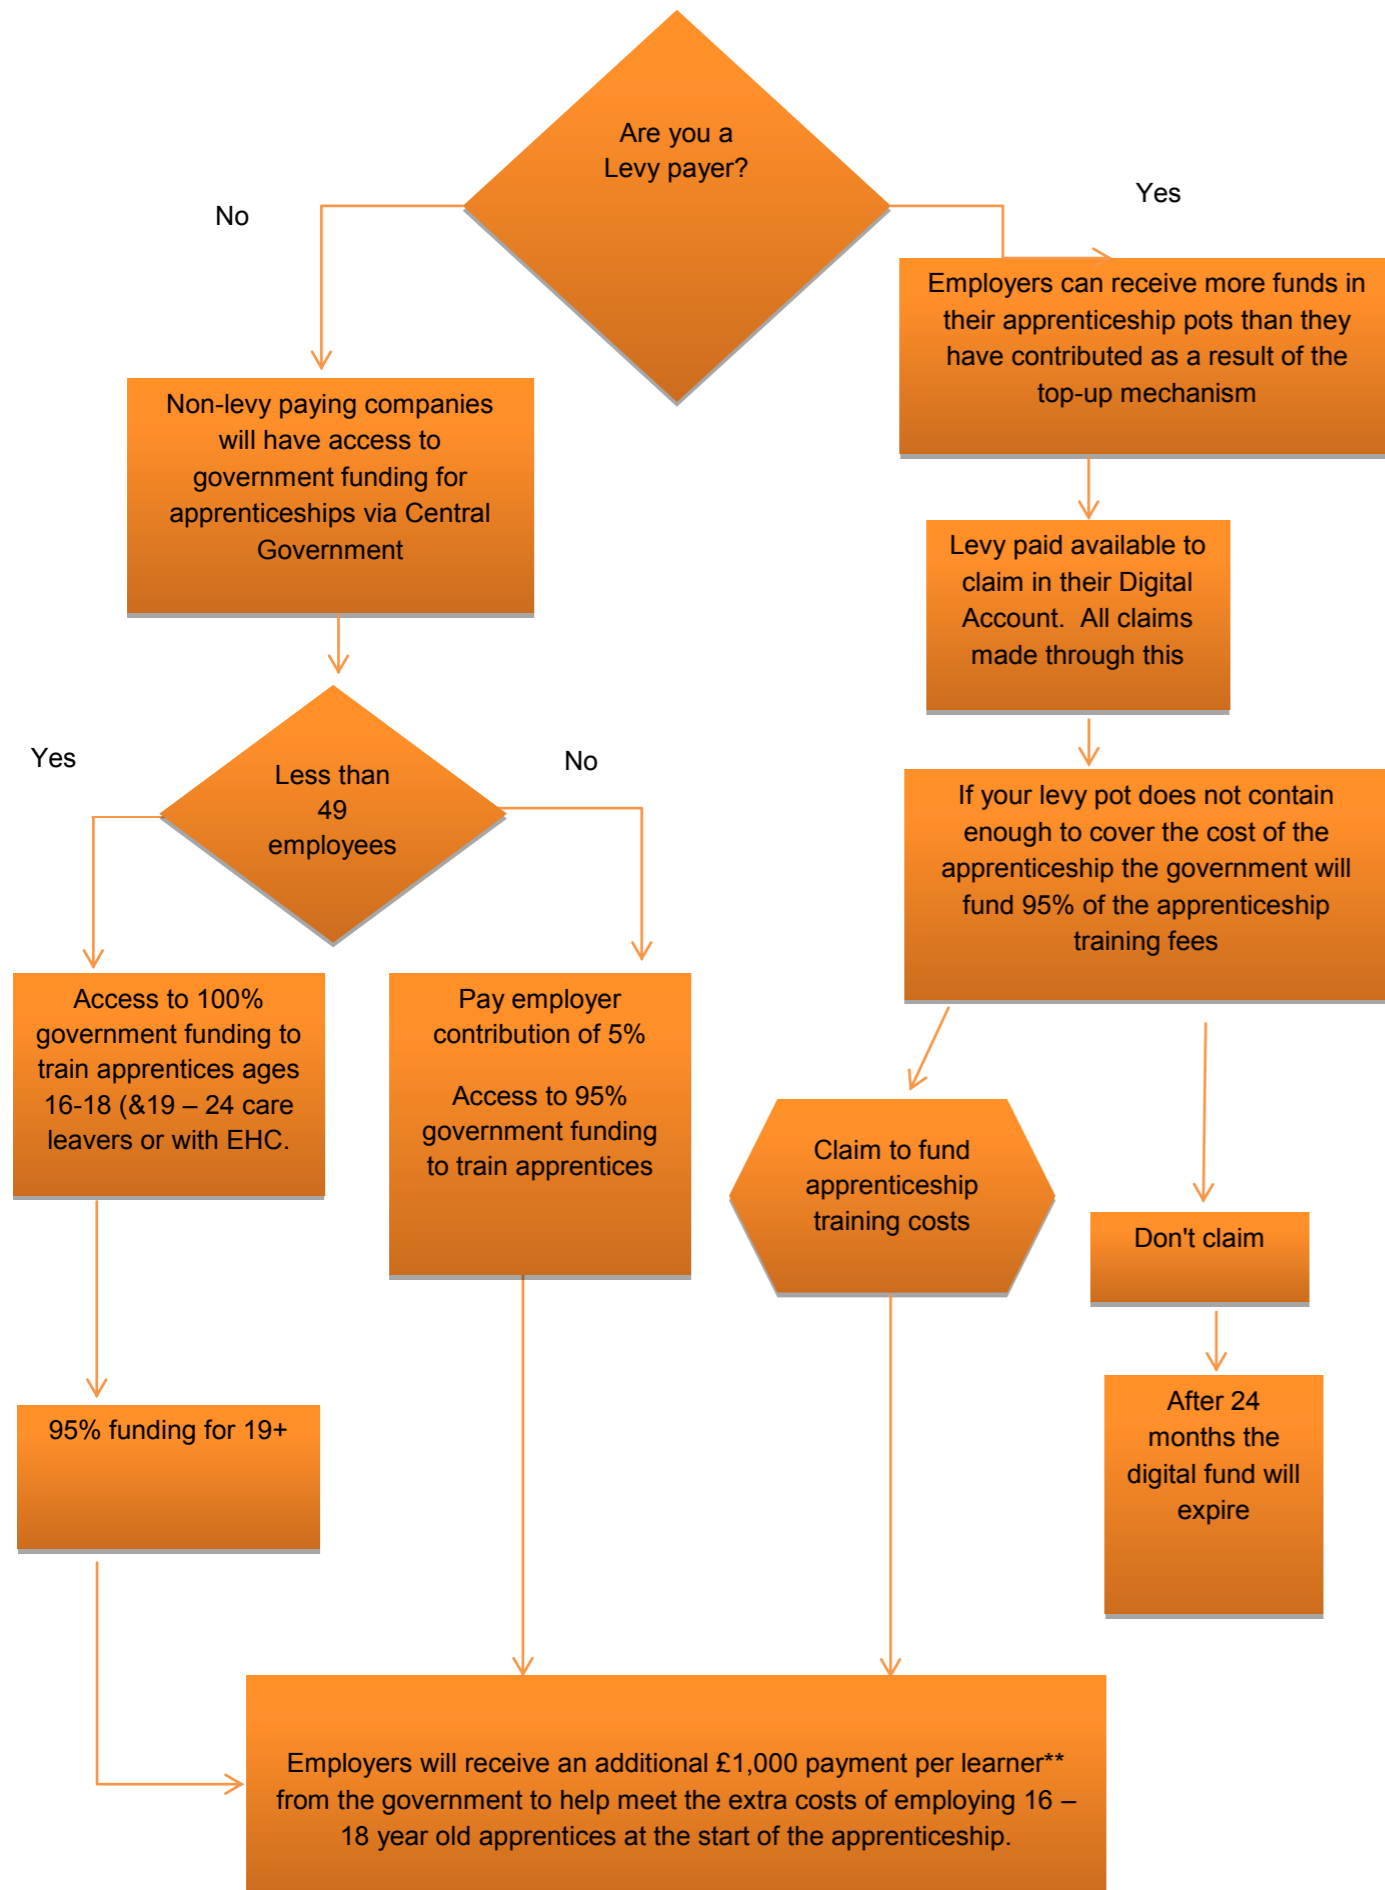 Are you a
Levy payer?
No
Yes
Employers can receive more funds in
their apprenticeship pots than they
have contributed as a result of the
top-up mechanism
Non-levy paying companies
will have access to
government funding for
apprenticeships via Central
Government
Levy paid available to
claim in their Digital
Account.  All claims
made through this
Yes
Less than
49
employees
No
If your levy pot does not contain
enough to cover the cost of the
apprenticeship the government will
fund 95% of the apprenticeship
training fees
Access to 100%
government funding to
train apprentices ages
16-18 (&19 – 24 care
leavers or with EHC.
Pay employer
contribution of 5%
Access to 95%
government funding
to train apprentices
Claim to fund
apprenticeship
training costs
Don't claim
95% funding for 19+
After 24
months the
digital fund will
expire
Employers will receive an additional £1,000 payment per learner**
from the government to help meet the extra costs of employing 16 –
18 year old apprentices at the start of the apprenticeship.